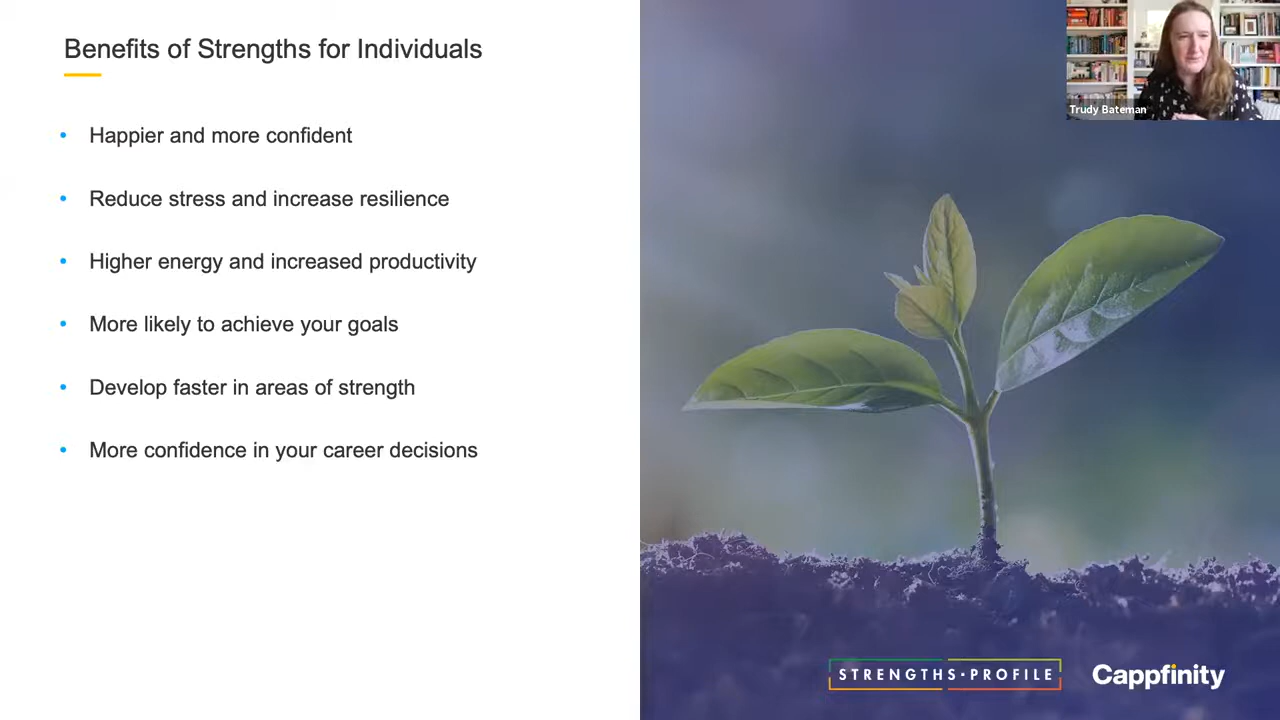 Benefits of Strengths for Individuals
Trudy Bateman
• Happier and more confident
• Reduce stress and increase resilience
• Higher energy and increased productivity
• More likely to achieve your goals
• Develop faster in areas of strength
• More confidence in your career decisions
STRENGTHS·PROFILE
Cappfinity